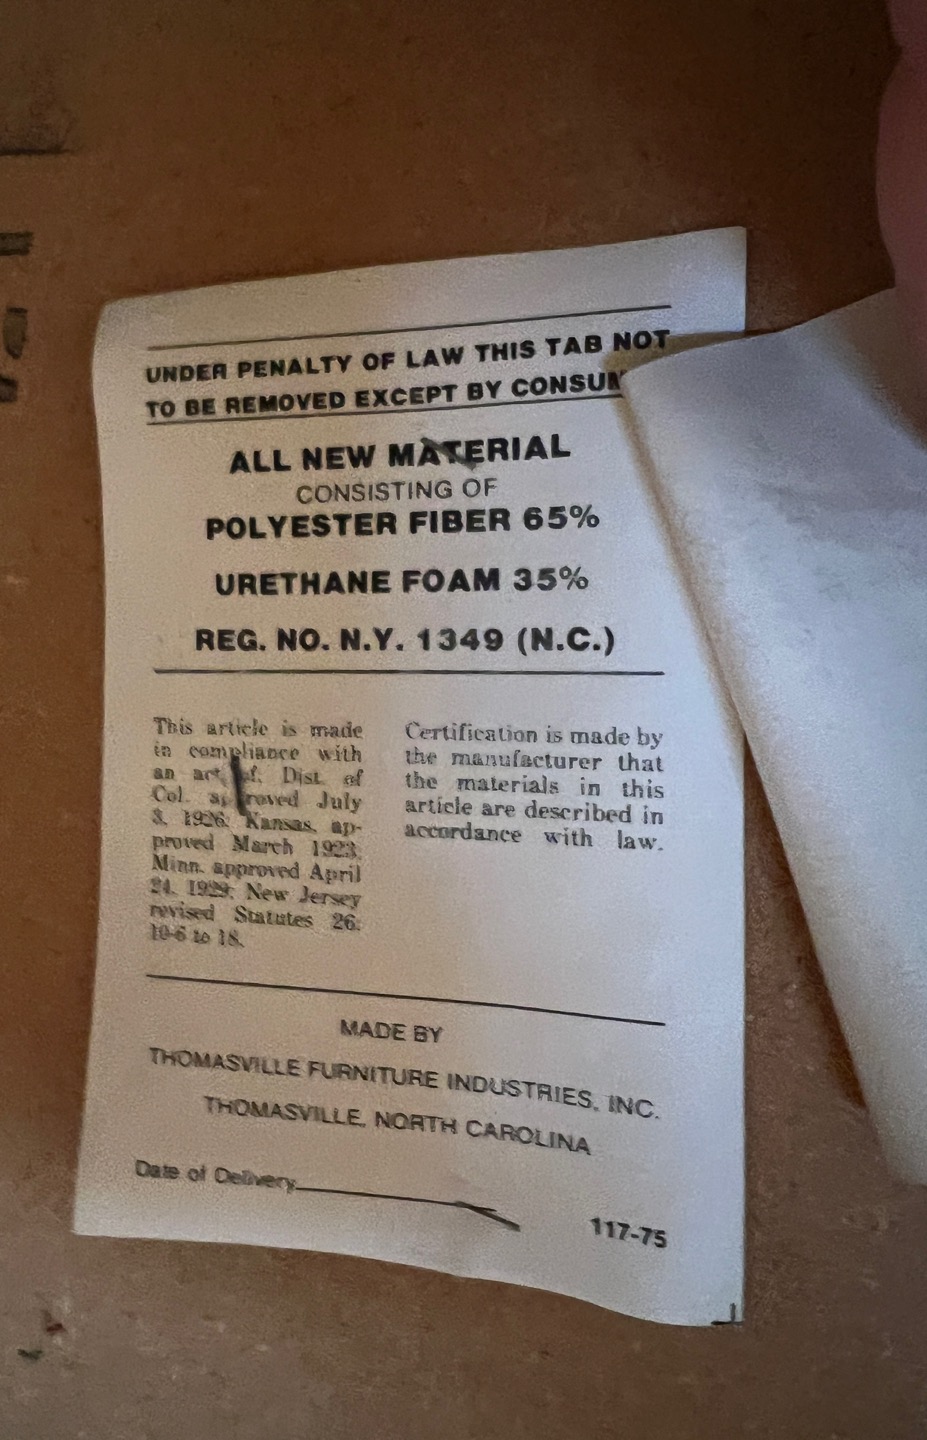 UNDER PENALTY OF LAW THIS TAB NOT
TO BE REMOVED EXCEPT BY
ALL NEW MATERIAL
CONSISTING OF
POLYESTER FIBER 65%
URETHANE FOAM 35%
REG. NO. N.Y. 1349 (N.C.)
This article is made
in compliance with
an act of. Dist. of
Col. approved July
3, 1926; Kansas, ap-
proved March 1923;
Minn. approved April
24, 1929; New Jersey
revised Statutes 26:
10-6 to 18.
Certification is made by
the manufacturer that
the materials in this
article are described in
accordance with law.
MADE BY
THOMASVILLE FURNITURE INDUSTRIES, INC.
THOMASVILLE, NORTH CAROLINA
Date of Delivery
117-75